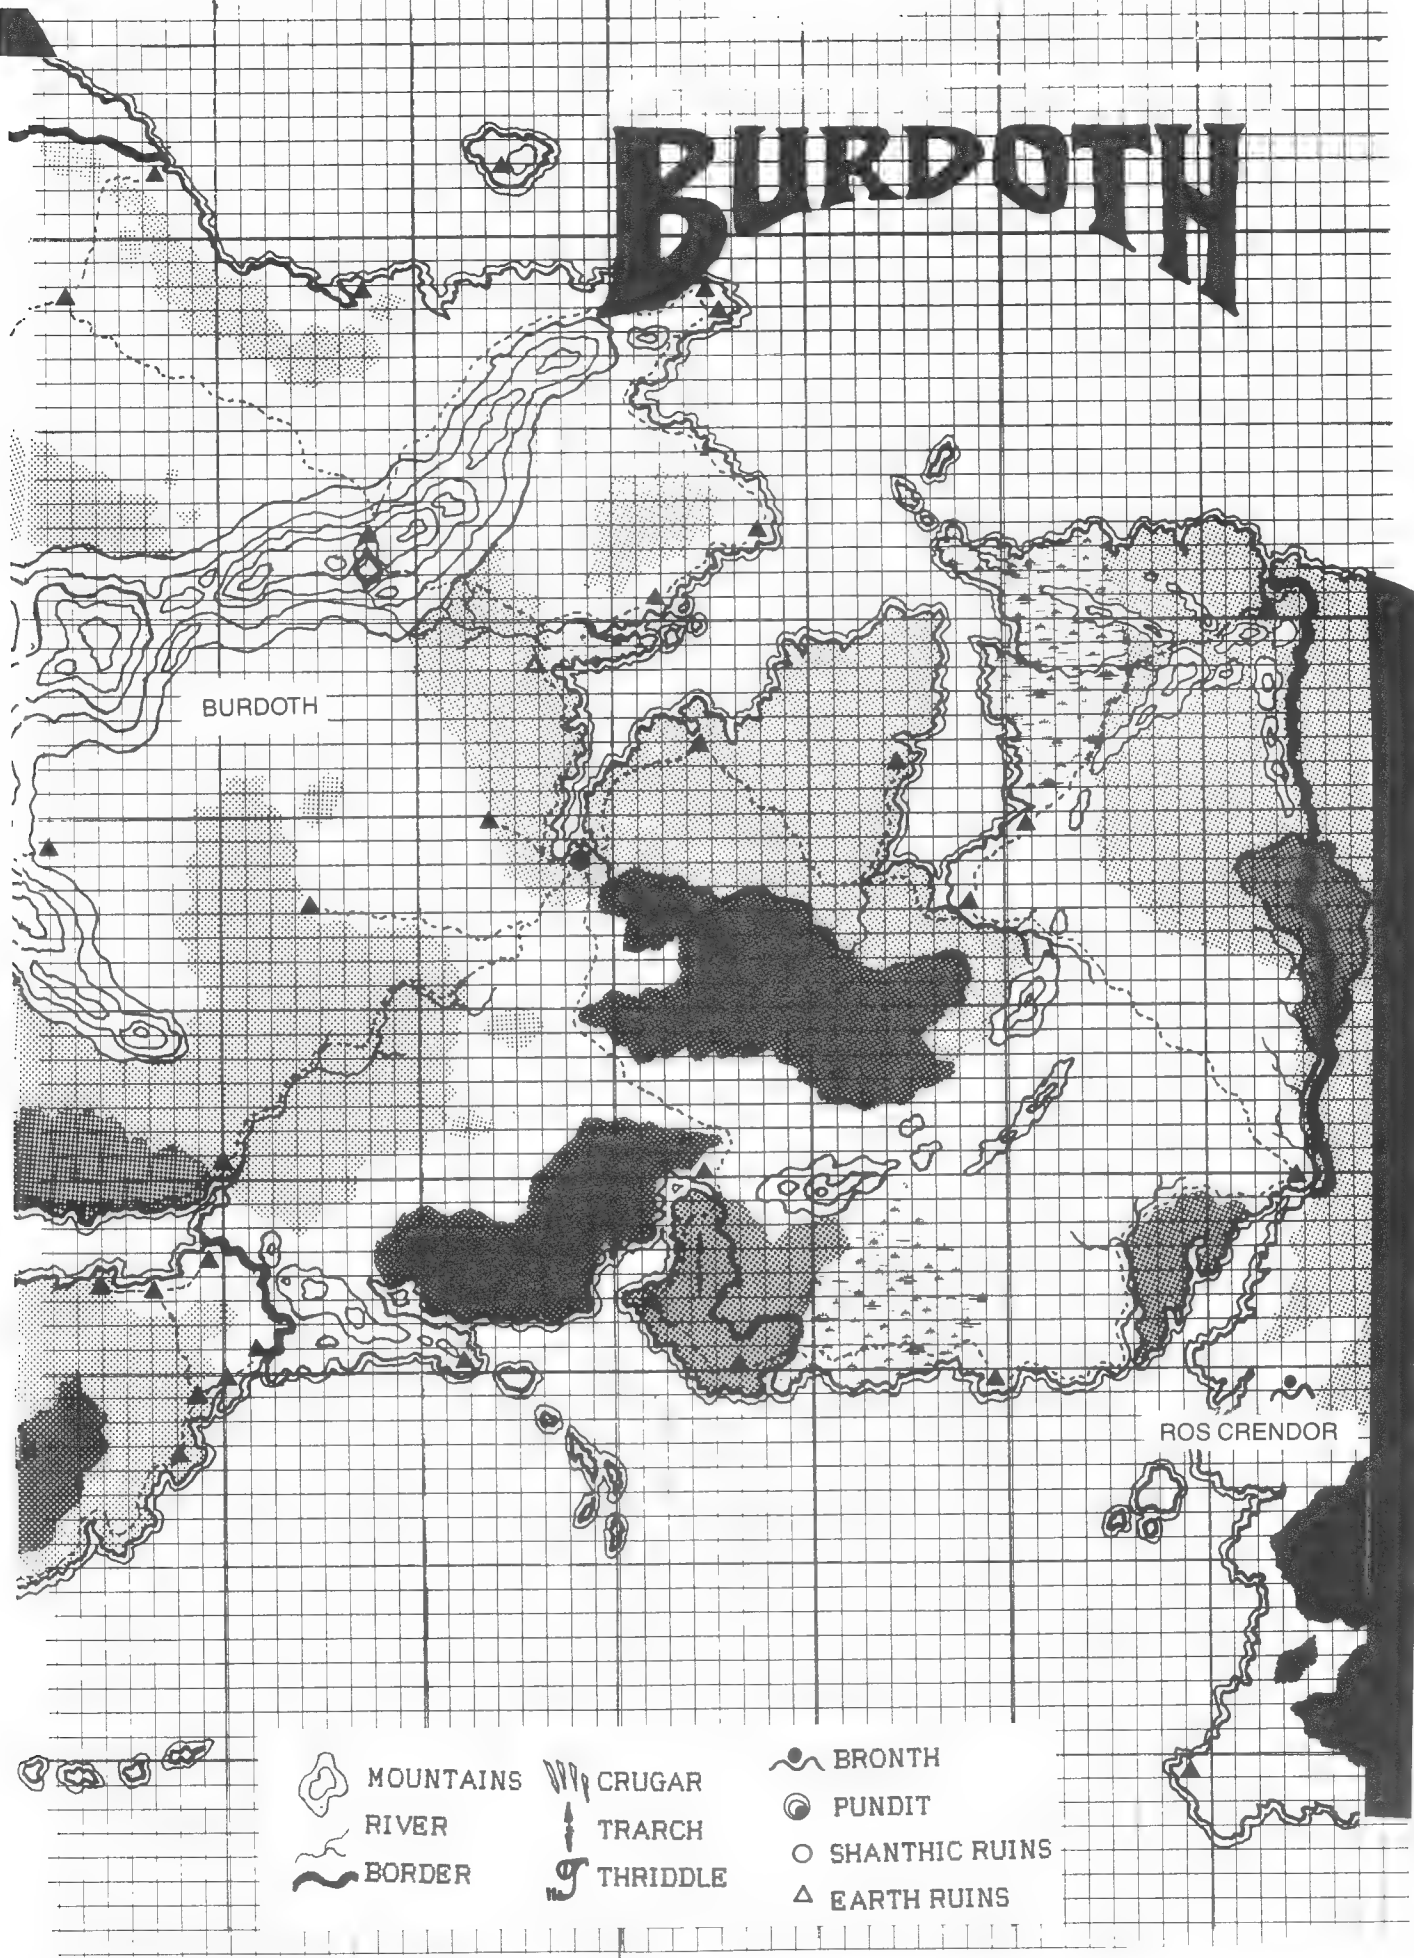 BURDOTH
BURDOTH
ROS CRENDOR
MOUNTAINS
RIVER
BORDER
CRUGAR
TRARCH
THRIDDLE
BRONTH
PUNDIT
SHANTHIC RUINS
EARTH RUINS